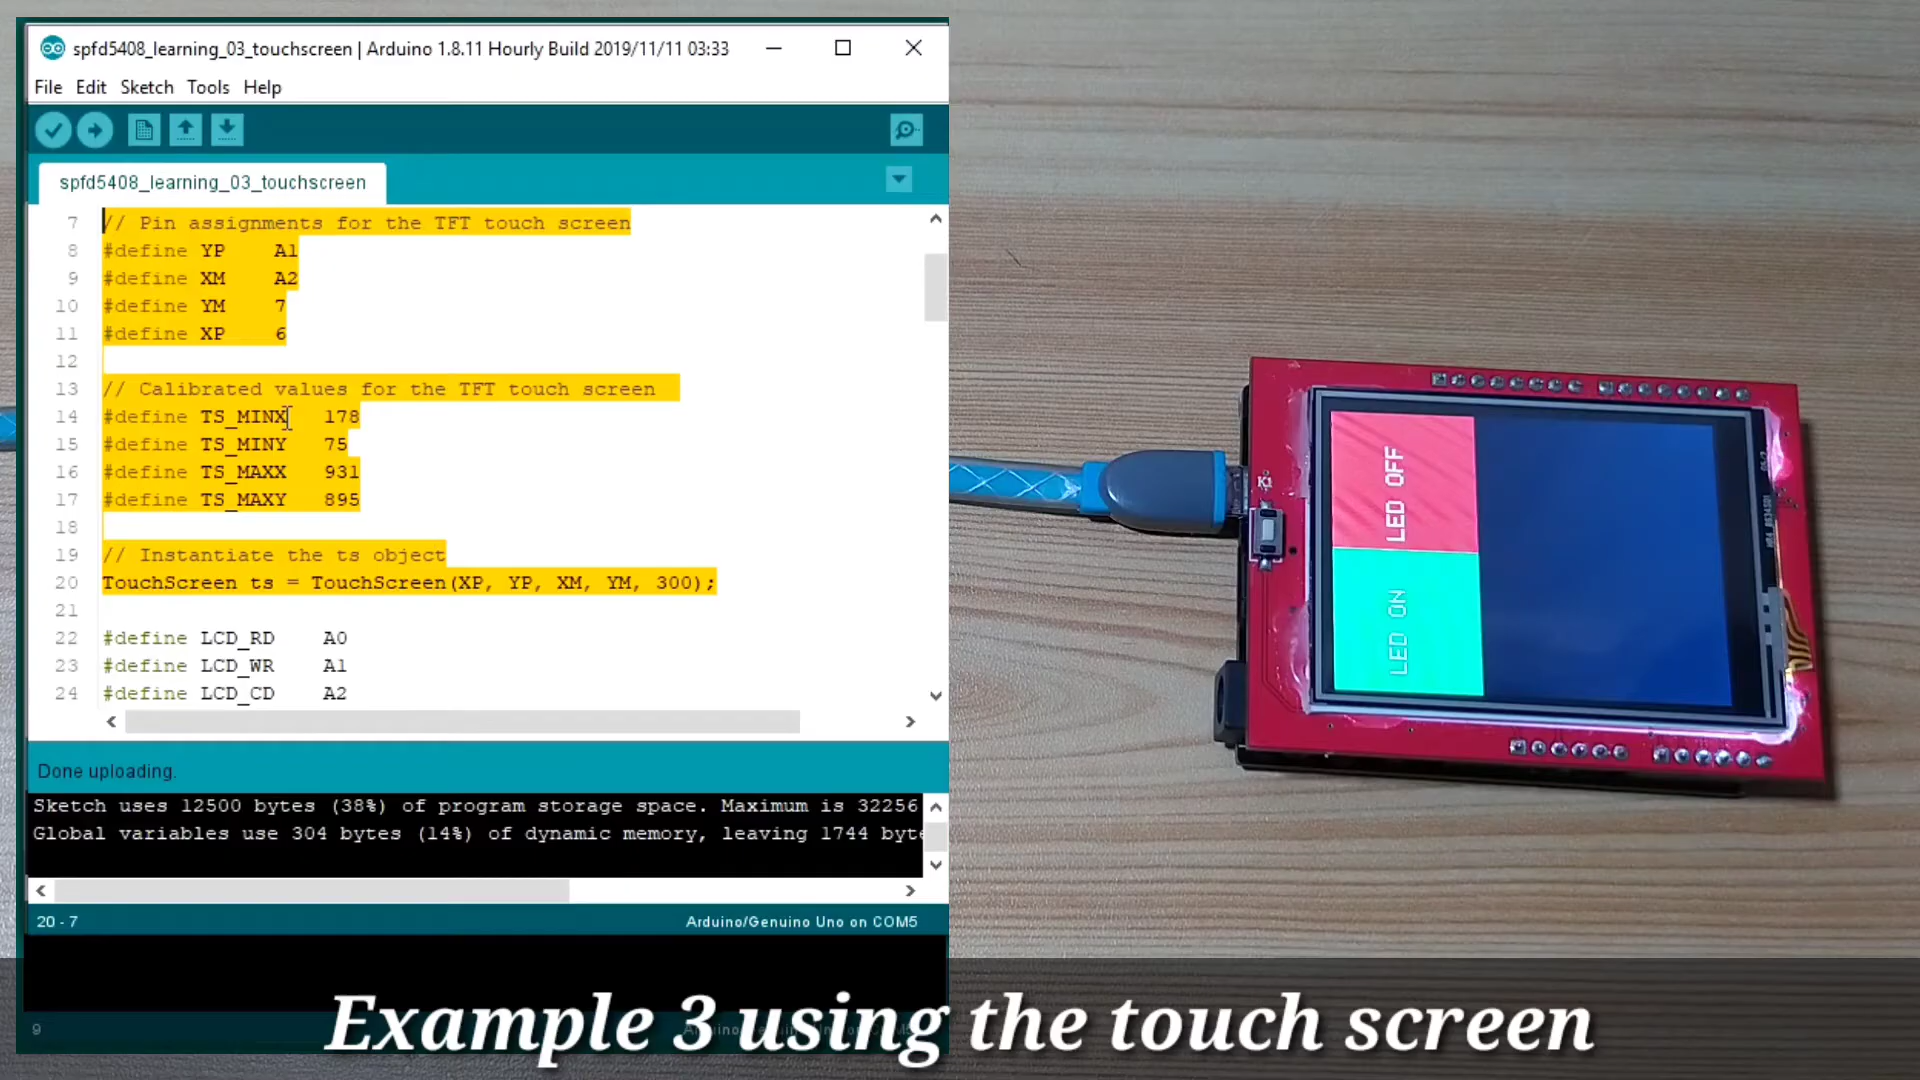 spfd5408_learning_03_touchscreen | Arduino 1.8.11 Hourly Build 2019/11/11 03:33
File Edit Sketch Tools Help
spfd5408_learning_03_touchscreen
7 // Pin assignments for the TFT touch screen
8 #define YP A1
9 #define XM A2
10 #define YM 7
11 #define XP 6
12
13 // Calibrated values for the TFT touch screen
14 #define TS_MINX 178
15 #define TS_MINY 75
16 #define TS_MAXX 931
17 #define TS_MAXY 895
18
19 // Instantiate the ts object
20 TouchScreen ts = TouchScreen(XP, YP, XM, YM, 300);
21
22 #define LCD_RD A0
23 #define LCD_WR A1
24 #define LCD_CD A2
Done uploading.
Sketch uses 12500 bytes (38%) of program storage space. Maximum is 32256
Global variables use 304 bytes (14%) of dynamic memory, leaving 1744 byte
20 - 7 Arduino/Genuino Uno on COM5
9
K1
LED OFF
LED ON
Example 3 using the touch screen